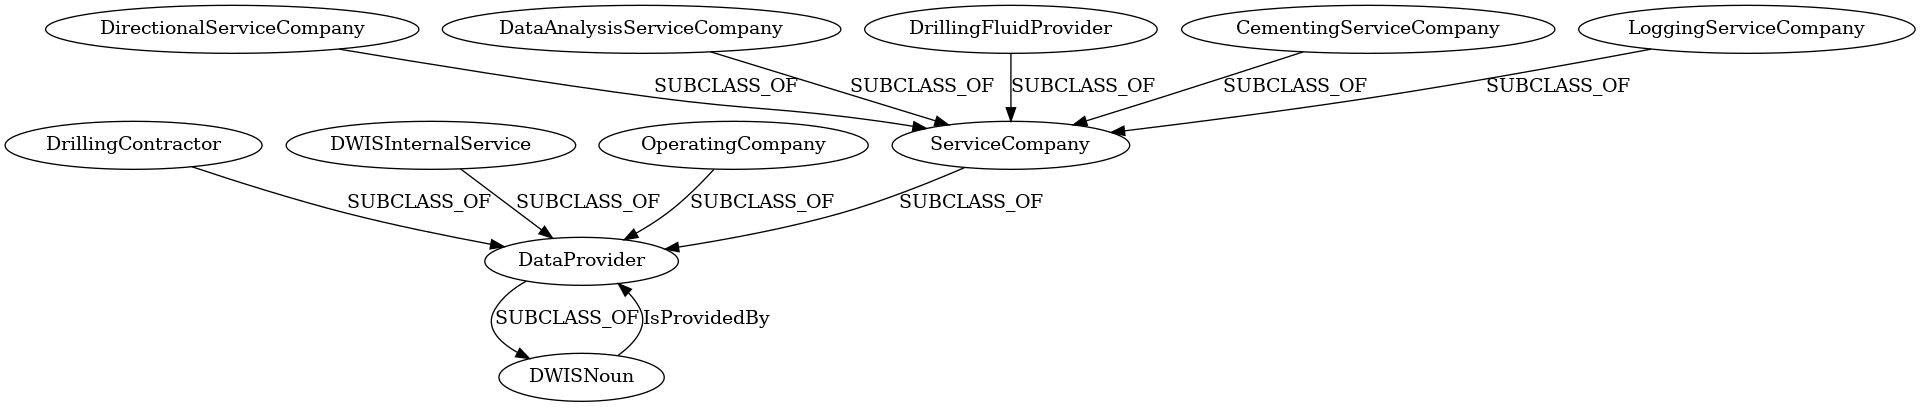 DirectionalServiceCompany
DataAnalysisServiceCompany
DrillingFluidProvider
CementingServiceCompany
LoggingServiceCompany
SUBCLASS_OF
SUBCLASS_OF
SUBCLASS_OF
SUBCLASS_OF
SUBCLASS_OF
DrillingContractor
DWISInternalService
OperatingCompany
ServiceCompany
SUBCLASS_OF
SUBCLASS_OF
SUBCLASS_OF
SUBCLASS_OF
DataProvider
SUBCLASS_OF
IsProvidedBy
DWISNoun